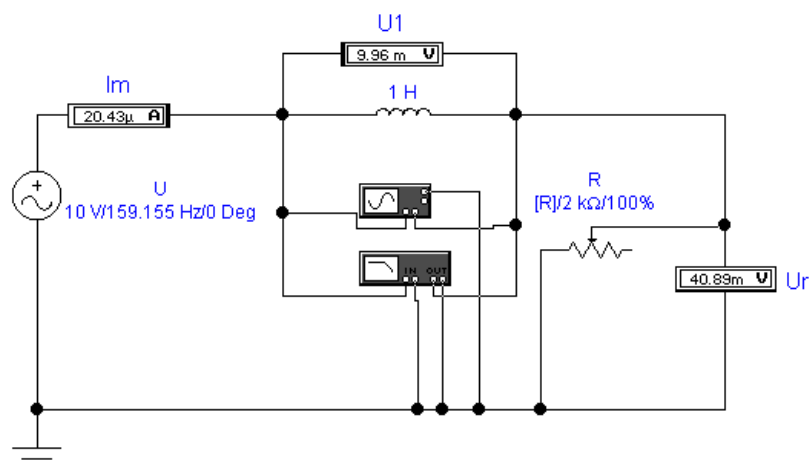 U1
9.96 m V
Im
1 H
20.43µ A
U
10 V/159.155 Hz/0 Deg
R
[R]/2 kΩ/100%
IN OUT
40.89m V
Ur